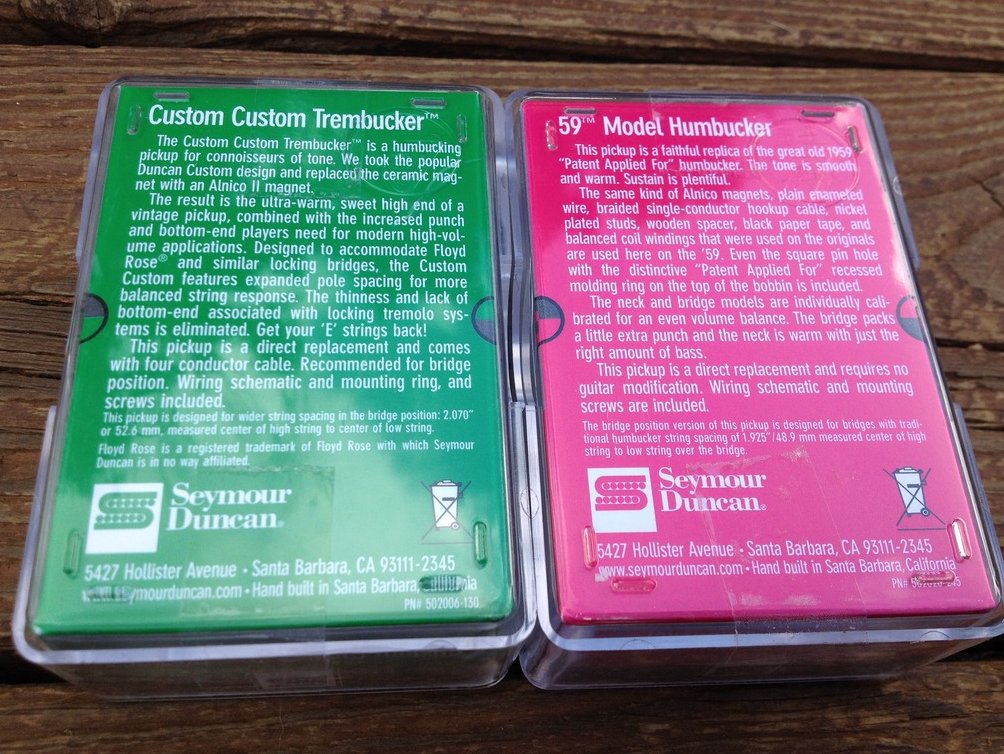 Custom Custom Trembucker™
The Custom Custom Trembucker™ is a humbucking
pickup for connoisseurs of tone. We took the popular
Duncan Custom design and replaced the ceramic mag-
net with an Alnico II magnet.
The result is the ultra-warm, sweet high end of a
vintage pickup, combined with the increased punch
and bottom-end players need for modern high-vol-
ume applications. Designed to accommodate Floyd
Rose® and similar locking bridges, the Custom
Custom features expanded pole spacing for more
balanced string response. The thinness and lack of
bottom-end associated with locking tremolo sys-
tems is eliminated. Get your 'E' strings back!
This pickup is a direct replacement and comes
with four conductor cable. Recommended for bridge
position. Wiring schematic and mounting ring, and
screws included.
This pickup is designed for wider string spacing in the bridge position: 2.070"
or 52.6 mm, measured center of high string to center of low string.
Floyd Rose is a registered trademark of Floyd Rose with which Seymour
Duncan is in no way affiliated.
Seymour
Duncan®
5427 Hollister Avenue • Santa Barbara, CA 93111-2345
www.seymourduncan.com • Hand built in Santa Barbara, California
PN# 502006-130
59™ Model Humbucker
This pickup is a faithful replica of the great old 1959
"Patent Applied For" humbucker. The tone is smooth
and warm. Sustain is plentiful.
The same kind of Alnico magnets, plain enameled
wire, braided single-conductor hookup cable, nickel
plated studs, wooden spacer, black paper tape, and
balanced coil windings that were used on the originals
are used here on the '59. Even the square pin hole
with the distinctive "Patent Applied For" recessed
molding ring on the top of the bobbin is included.
The neck and bridge models are individually cali-
brated for an even volume balance. The bridge packs
a little extra punch and the neck is warm with just the
right amount of bass.
This pickup is a direct replacement and requires no
guitar modification. Wiring schematic and mounting
screws are included.
The bridge position version of this pickup is designed for bridges with tradi-
tional humbucker string spacing of 1.925"/48.9 mm measured center of high
string to low string over the bridge.
Seymour
Duncan®
5427 Hollister Avenue • Santa Barbara, CA 93111-2345
www.seymourduncan.com • Hand built in Santa Barbara, California
PN#